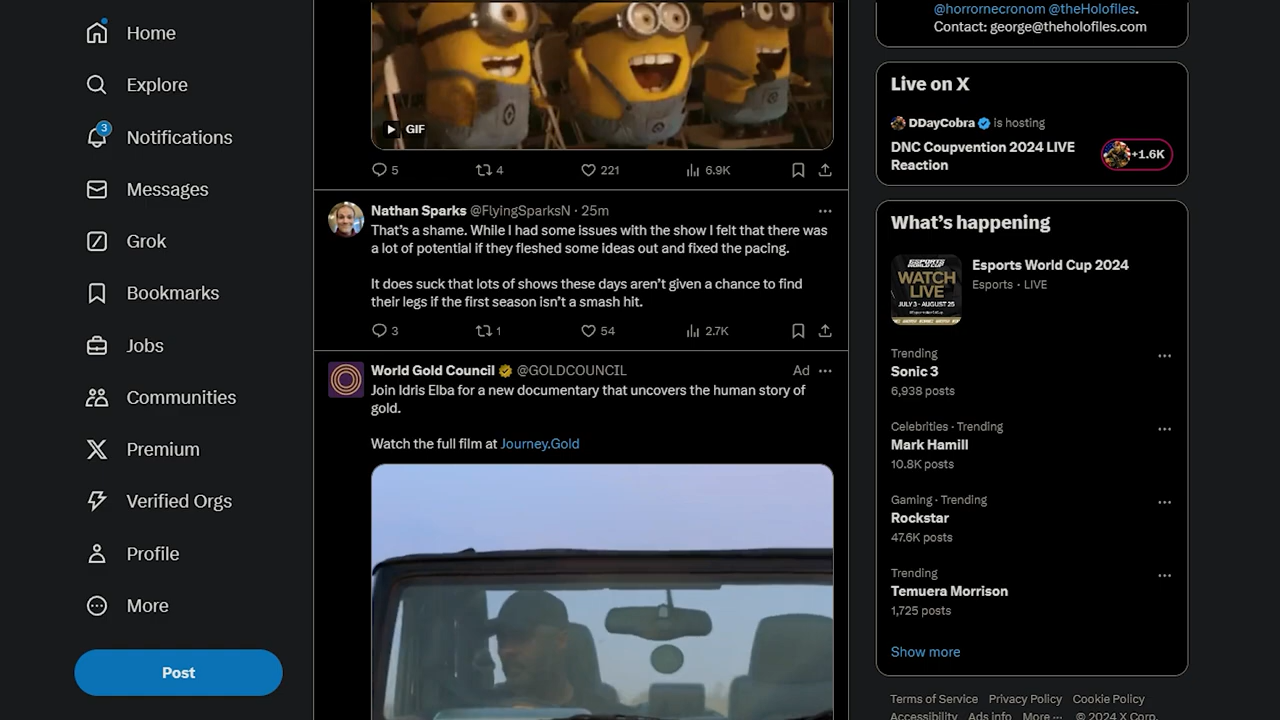 Home
Explore
3
Notifications
Messages
Grok
Bookmarks
Jobs
Communities
Premium
Verified Orgs
Profile
More
Post
GIF
5
4
221
6.9K
Nathan Sparks @FlyingSparksN · 25m
That's a shame. While I had some issues with the show I felt that there was
a lot of potential if they fleshed some ideas out and fixed the pacing.
It does suck that lots of shows these days aren't given a chance to find
their legs if the first season isn't a smash hit.
3
1
54
2.7K
World Gold Council @GOLDCOUNCIL Ad
Join Idris Elba for a new documentary that uncovers the human story of
gold.
Watch the full film at Journey.Gold
@horrornecronom @theHolofiles.
Contact: george@theholofiles.com
Live on X
DDayCobra is hosting
DNC Coupvention 2024 LIVE
Reaction
+1.6K
What's happening
ESPORTS
WORLD CUP
WATCH
LIVE
JULY 3 - AUGUST 25
Esports World Cup 2024
Esports · LIVE
Trending
Sonic 3
6,938 posts
Celebrities · Trending
Mark Hamill
10.8K posts
Gaming · Trending
Rockstar
47.6K posts
Trending
Temuera Morrison
1,725 posts
Show more
Terms of Service Privacy Policy Cookie Policy
Accessibility Ads info More ··· © 2024 X Corp.